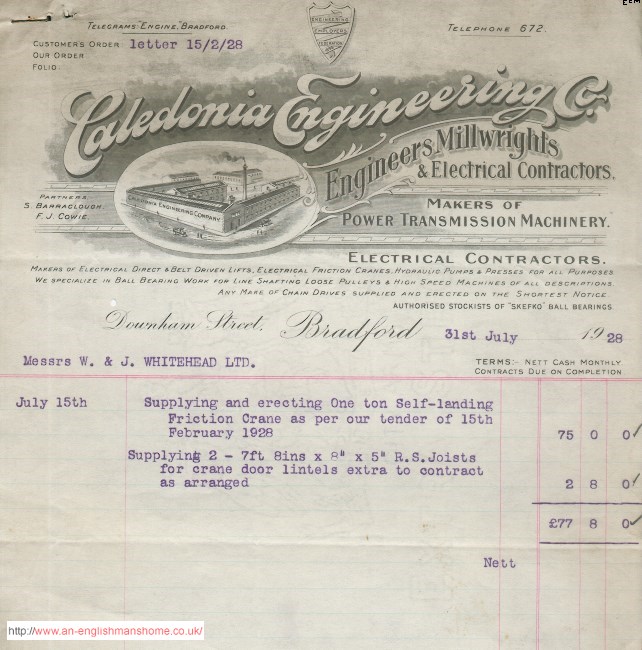 Telegrams: "Engine," Bradford.
Telephone 672.
Engineering
Employers
Federation
Customer's Order letter 15/2/28
Our Order
Folio
Caledonia Engineering Co.
Engineers, Millwrights
& Electrical Contractors.
Caledonia Engineering Company
Partners.
S. Barraclough.
F. J. Cowie.
Makers of
Power Transmission Machinery.
Electrical Contractors.
Makers of Electrical Direct & Belt Driven Lifts, Electrical Friction Cranes, Hydraulic Pumps & Presses for all Purposes.
We specialize in Ball Bearing Work for Line Shafting Loose Pulleys & High Speed Machines of all descriptions.
Any Make of Chain Drives supplied and erected on the Shortest Notice.
Authorised Stockists of "Skefko" Ball Bearings.
Downham Street, Bradford 31st July 1928
Messrs W. & J. WHITEHEAD LTD.
Terms:- Nett Cash Monthly
Contracts Due on Completion
July 15th Supplying and erecting One ton Self-landing
Friction Crane as per our tender of 15th
February 1928 75 0 0
Supplying 2 - 7ft 8ins x 8" x 5" R.S.Joists
for crane door lintels extra to contract
as arranged 2 8 0
£77 8 0
Nett
http://www.an-englishmanshome.co.uk/